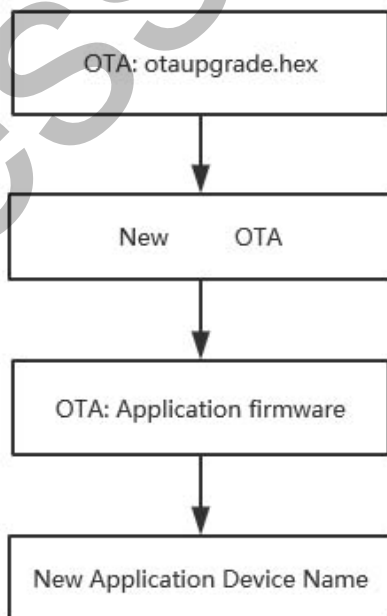 OTA: otaupgrade.hex
New OTA
OTA: Application firmware
New Application Device Name